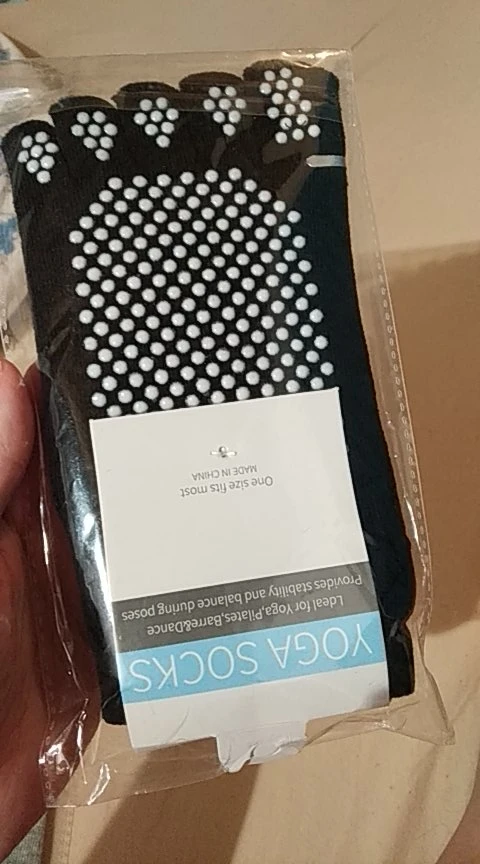 YOGA SOCKS
Ldeal for Yoga,Pilates,Barre&Dance
Provides stability and balance during poses
One size fits most
MADE IN CHINA